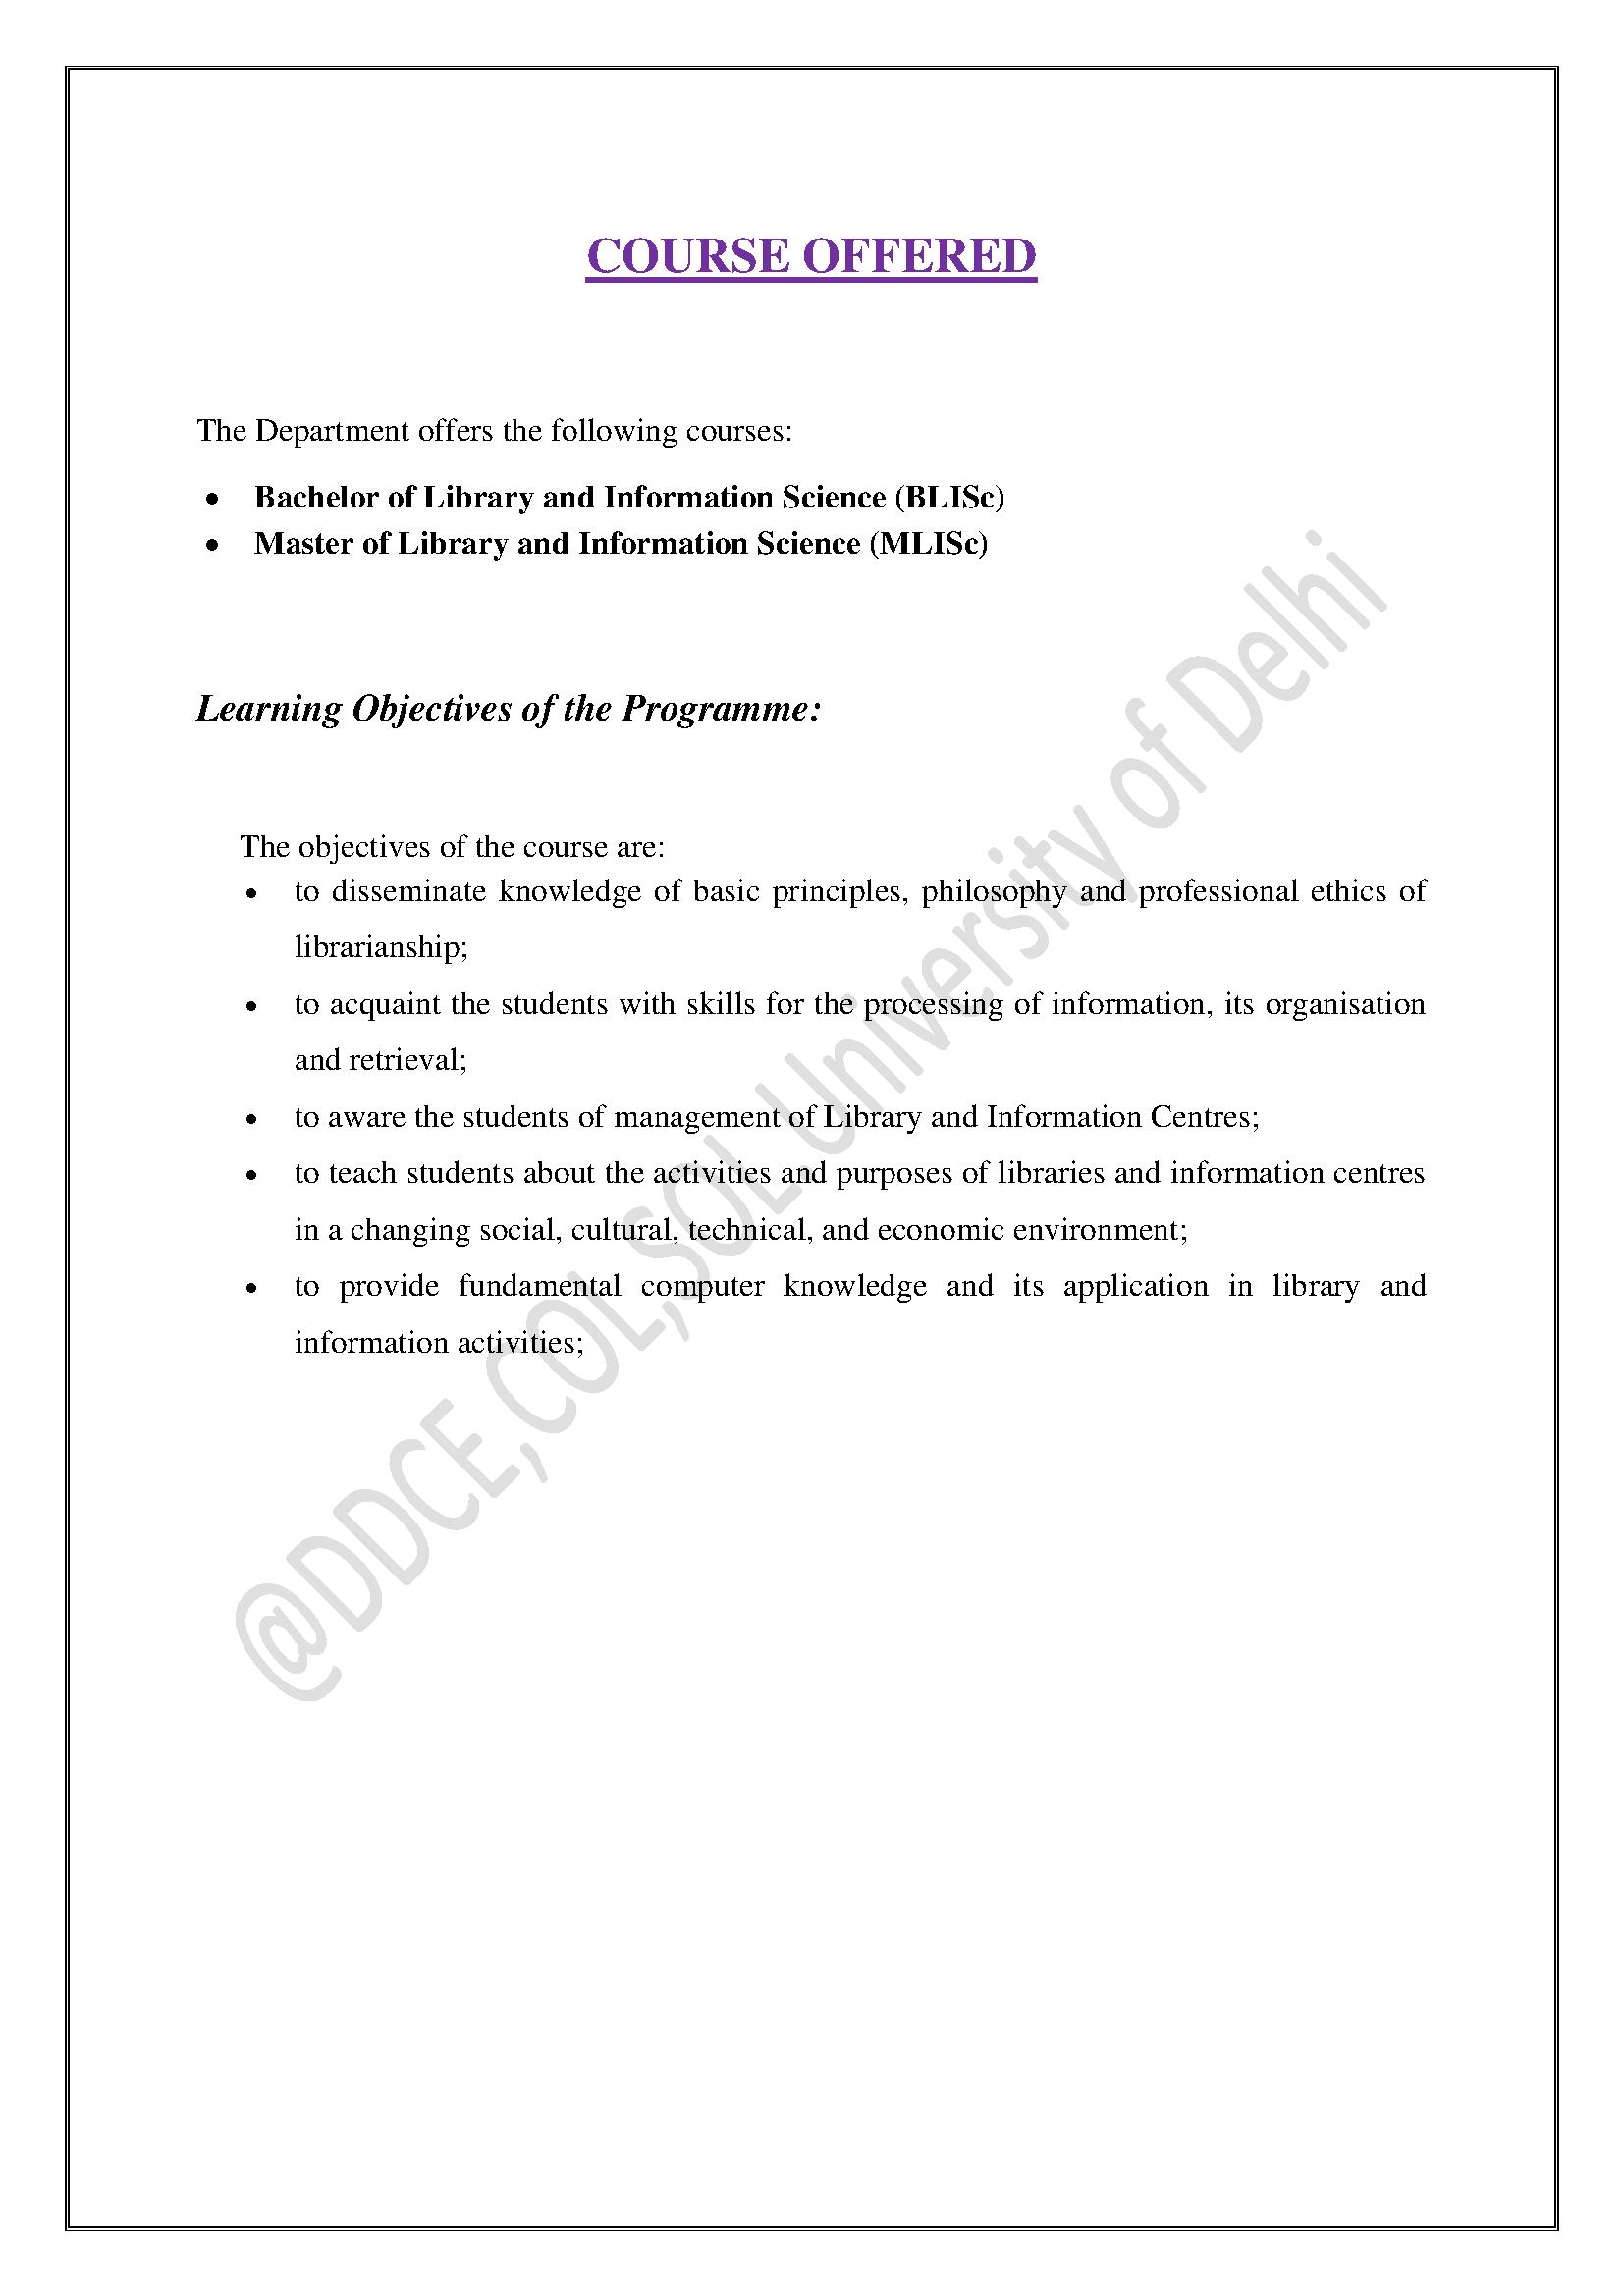 COURSE OFFERED
The Department offers the following courses:
• Bachelor of Library and Information Science (BLISc)
• Master of Library and Information Science (MLISc)
Learning Objectives of the Programme:
The objectives of the course are:
• to disseminate knowledge of basic principles, philosophy and professional ethics of
librarianship;
• to acquaint the students with skills for the processing of information, its organisation
and retrieval;
• to aware the students of management of Library and Information Centres;
• to teach students about the activities and purposes of libraries and information centres
in a changing social, cultural, technical, and economic environment;
• to provide fundamental computer knowledge and its application in library and
information activities;
@DDCE,COL,SOL.University of Delhi